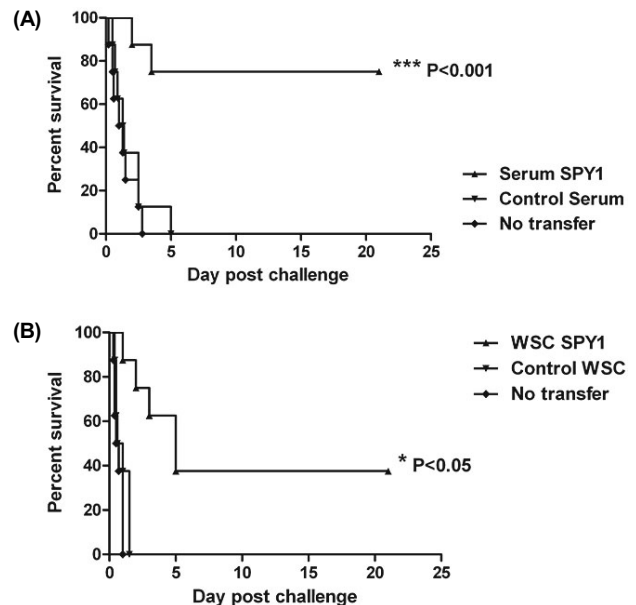 (A)
Percent survival
100
80
60
40
20
0
0 5 10 15 20 25
Day post challenge
*** P<0.001
Serum SPY1
Control Serum
No transfer
(B)
Percent survival
100
80
60
40
20
0
0 5 10 15 20 25
Day post challenge
* P<0.05
WSC SPY1
Control WSC
No transfer